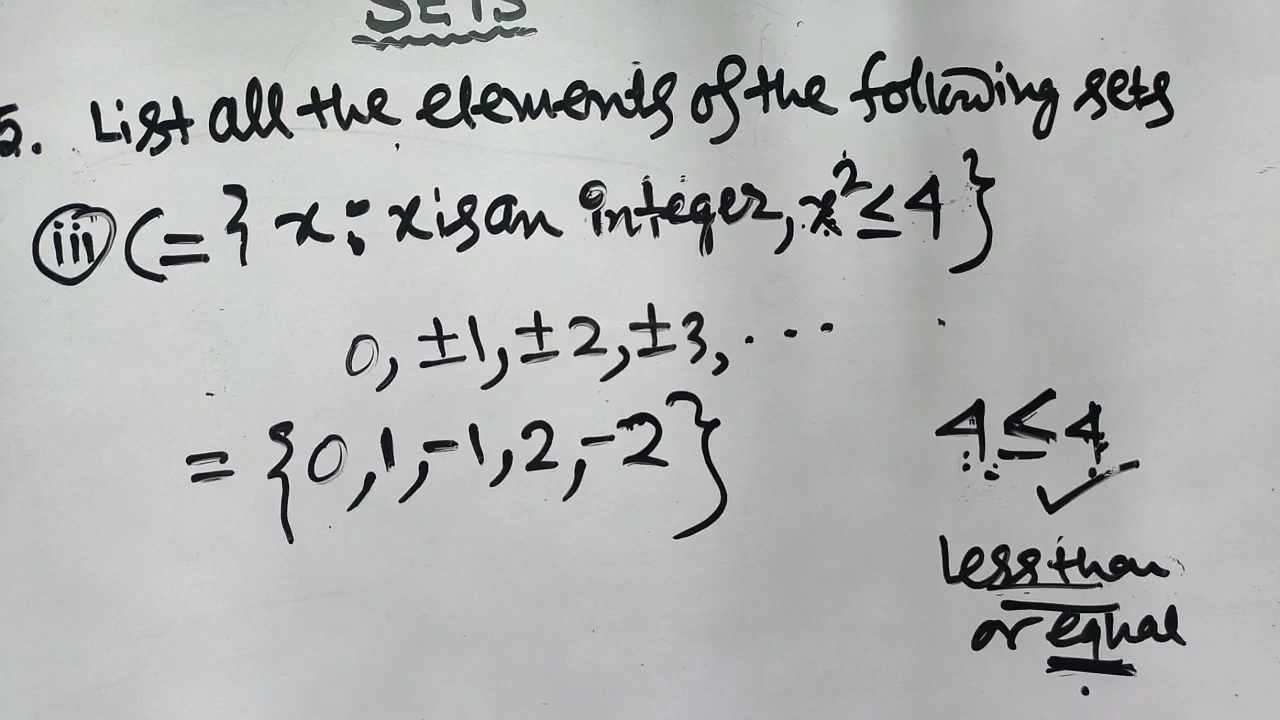 SETS
5. List all the elements of the following sets
(iii) C = { x : x is an integer, x² ≤ 4 }
0, ±1, ±2, ±3, ...
= {0, 1, -1, 2, -2}
4 ≤ 4 ✓
Less than
or equal